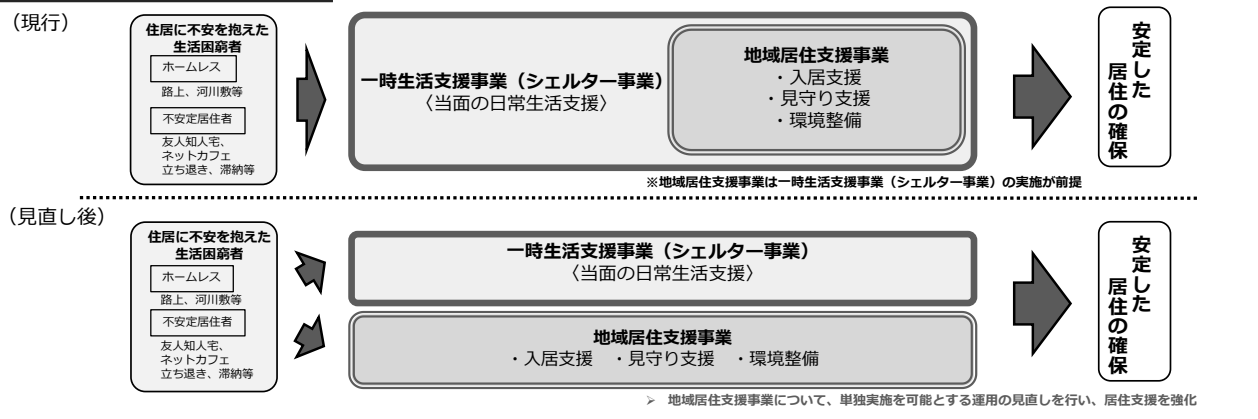 （現行）
住居に不安を抱えた
生活困窮者
ホームレス
路上、河川敷等
不安定居住者
友人知人宅、
ネットカフェ
立ち退き、滞納等
一時生活支援事業（シェルター事業）
〈当面の日常生活支援〉
地域居住支援事業
・入居支援
・見守り支援
・環境整備
安定した
居住の確保
※地域居住支援事業は一時生活支援事業（シェルター事業）の実施が前提
（見直し後）
住居に不安を抱えた
生活困窮者
ホームレス
路上、河川敷等
不安定居住者
友人知人宅、
ネットカフェ
立ち退き、滞納等
一時生活支援事業（シェルター事業）
〈当面の日常生活支援〉
地域居住支援事業
・入居支援　・見守り支援　・環境整備
安定した
居住の確保
➢ 地域居住支援事業について、単独実施を可能とする運用の見直しを行い、居住支援を強化